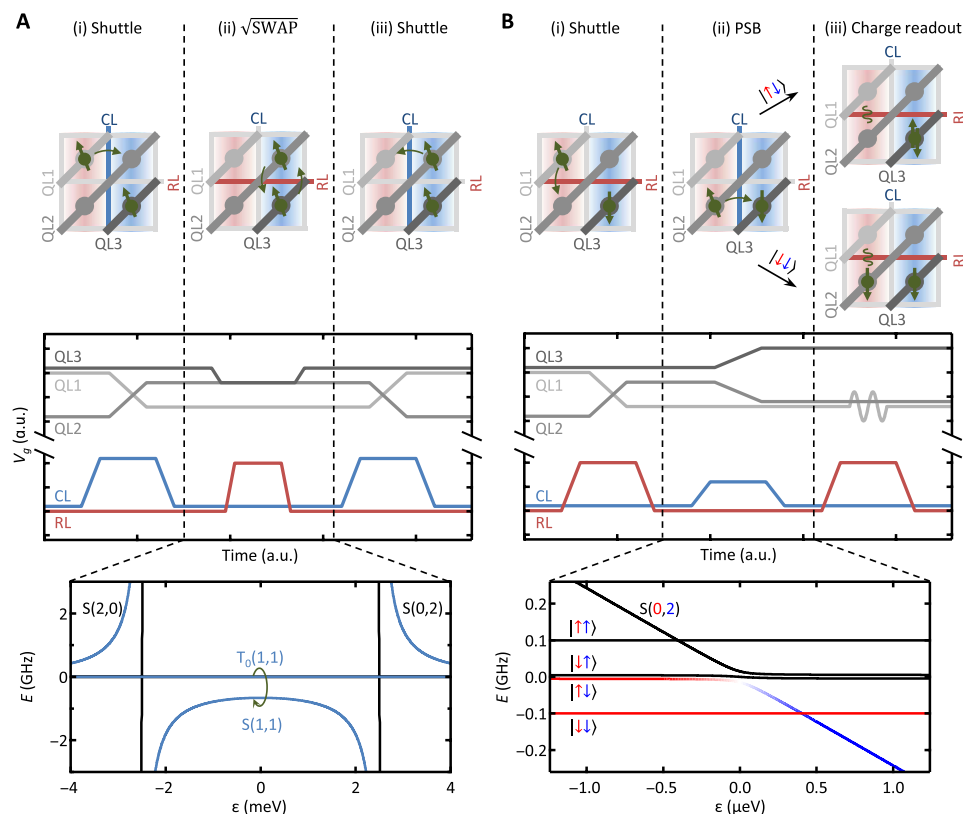 A
(i) Shuttle
(ii) √SWAP
(iii) Shuttle
CL
QL1
QL2
QL3
CL
RL
QL1
QL2
QL3
RL
CL
QL1
QL2
QL3
RL
QL3
QL1
QL2
Vg (a.u.)
CL
RL
Time (a.u.)
S(2,0)
S(0,2)
T0(1,1)
S(1,1)
E (GHz)
2
0
−2
−4
−2
0
2
4
ε (meV)
B
(i) Shuttle
(ii) PSB
(iii) Charge readout
CL
QL1
QL2
QL3
RL
CL
QL1
QL2
QL3
RL
|↑↓⟩
|↓↓⟩
CL
QL1
QL2
RL
CL
QL1
QL2
QL3
RL
QL3
QL1
QL2
CL
RL
Time (a.u.)
S(0,2)
|↑↑⟩
|↓↑⟩
|↑↓⟩
|↓↓⟩
E (GHz)
0.2
0.1
0.0
−0.1
−0.2
−1.0
−0.5
0.0
0.5
1.0
ε (μeV)